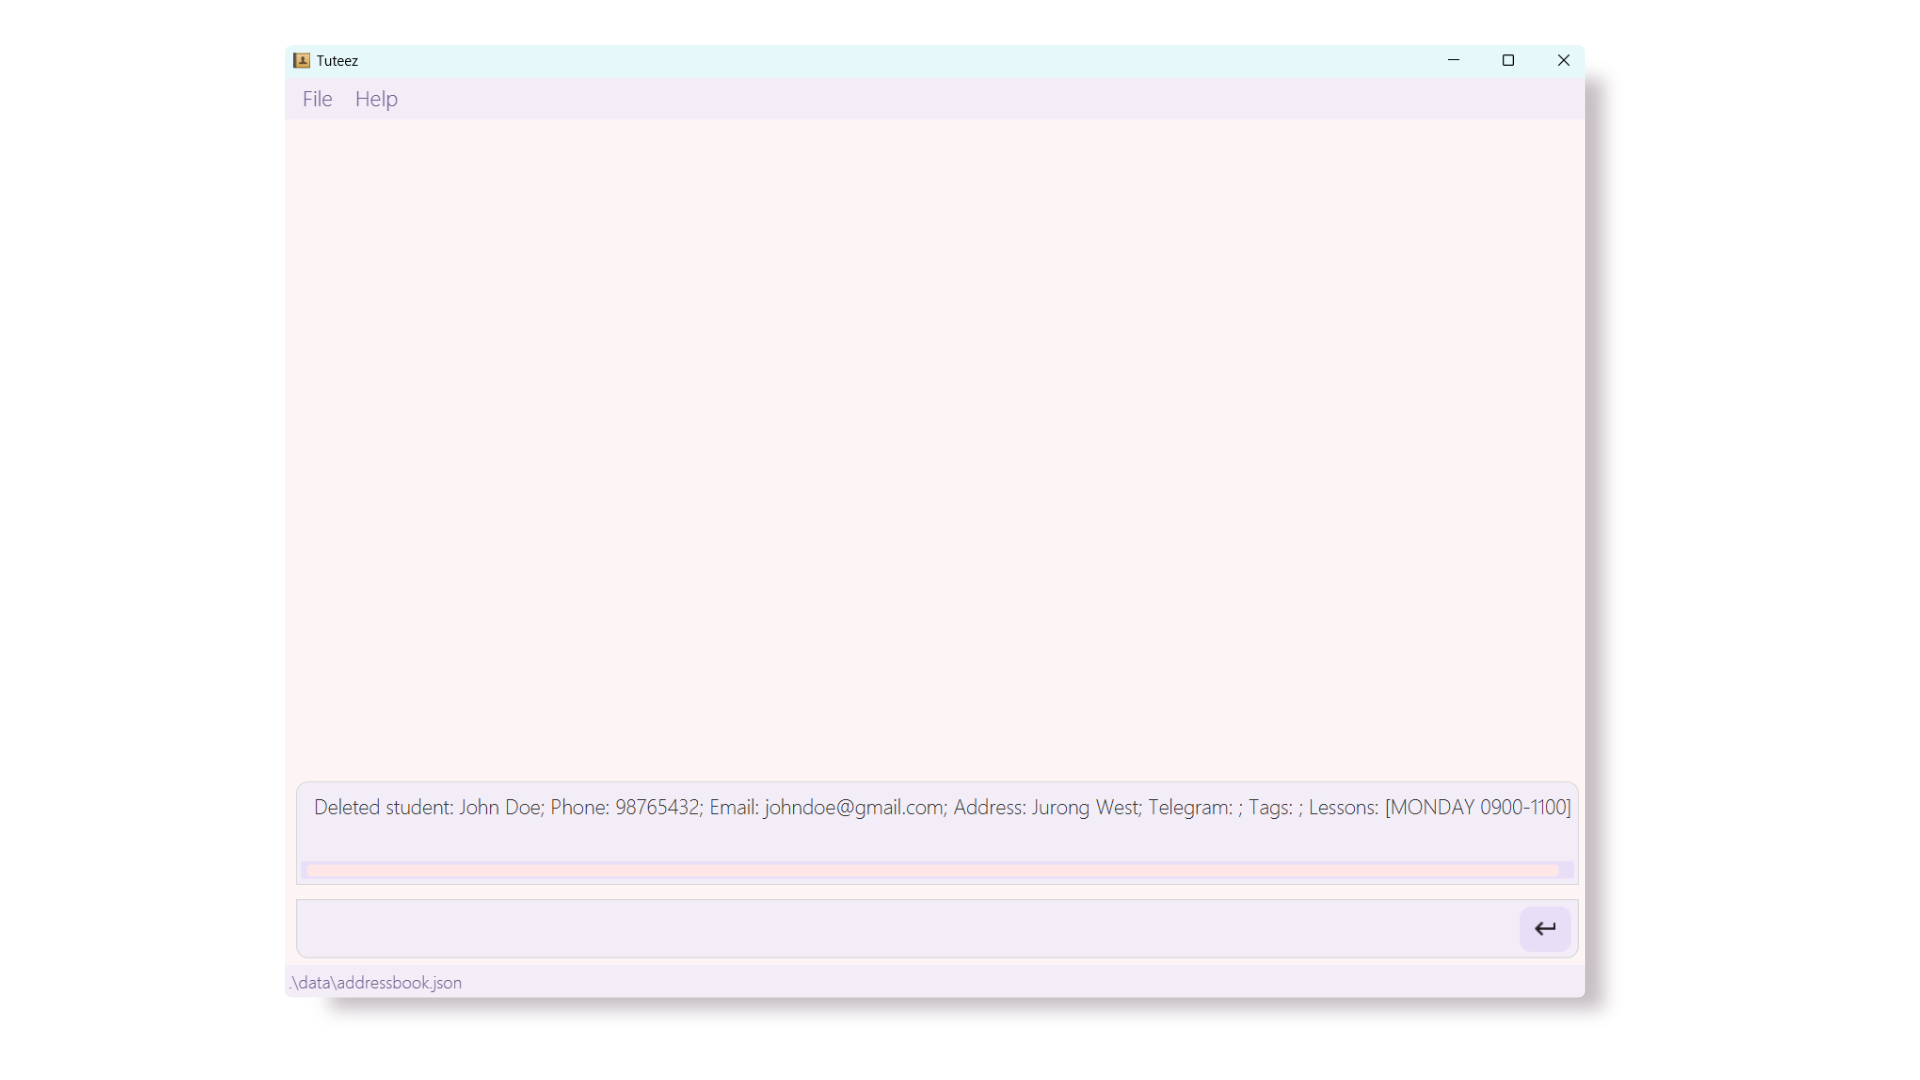 Tuteez
File Help
Deleted student: John Doe; Phone: 98765432; Email: johndoe@gmail.com; Address: Jurong West; Telegram: ; Tags: ; Lessons: [MONDAY 0900-1100]
.\data\addressbook.json